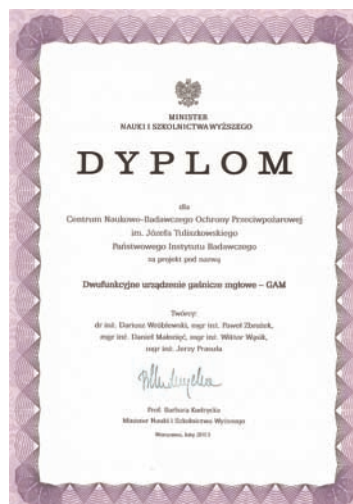 MINISTER
NAUKI I SZKOLNICTWA WYŻSZEGO
DYPLOM
dla
Centrum Naukowo-Badawczego Ochrony Przeciwpożarowej
im. Józefa Tuliszkowskiego
Państwowego Instytutu Badawczego
za projekt pod nazwą
Dwufunkcyjne urządzenie gaśnicze mgłowe – GAM
Twórcy:
dr inż. Dariusz Wróblewski, mgr inż. Paweł Zbrożek,
mgr inż. Daniel Małozięć, mgr inż. Wiktor Wąsik,
mgr inż. Jerzy Prasuła
Prof. Barbara Kudrycka
Minister Nauki i Szkolnictwa Wyższego
Warszawa, luty 2013